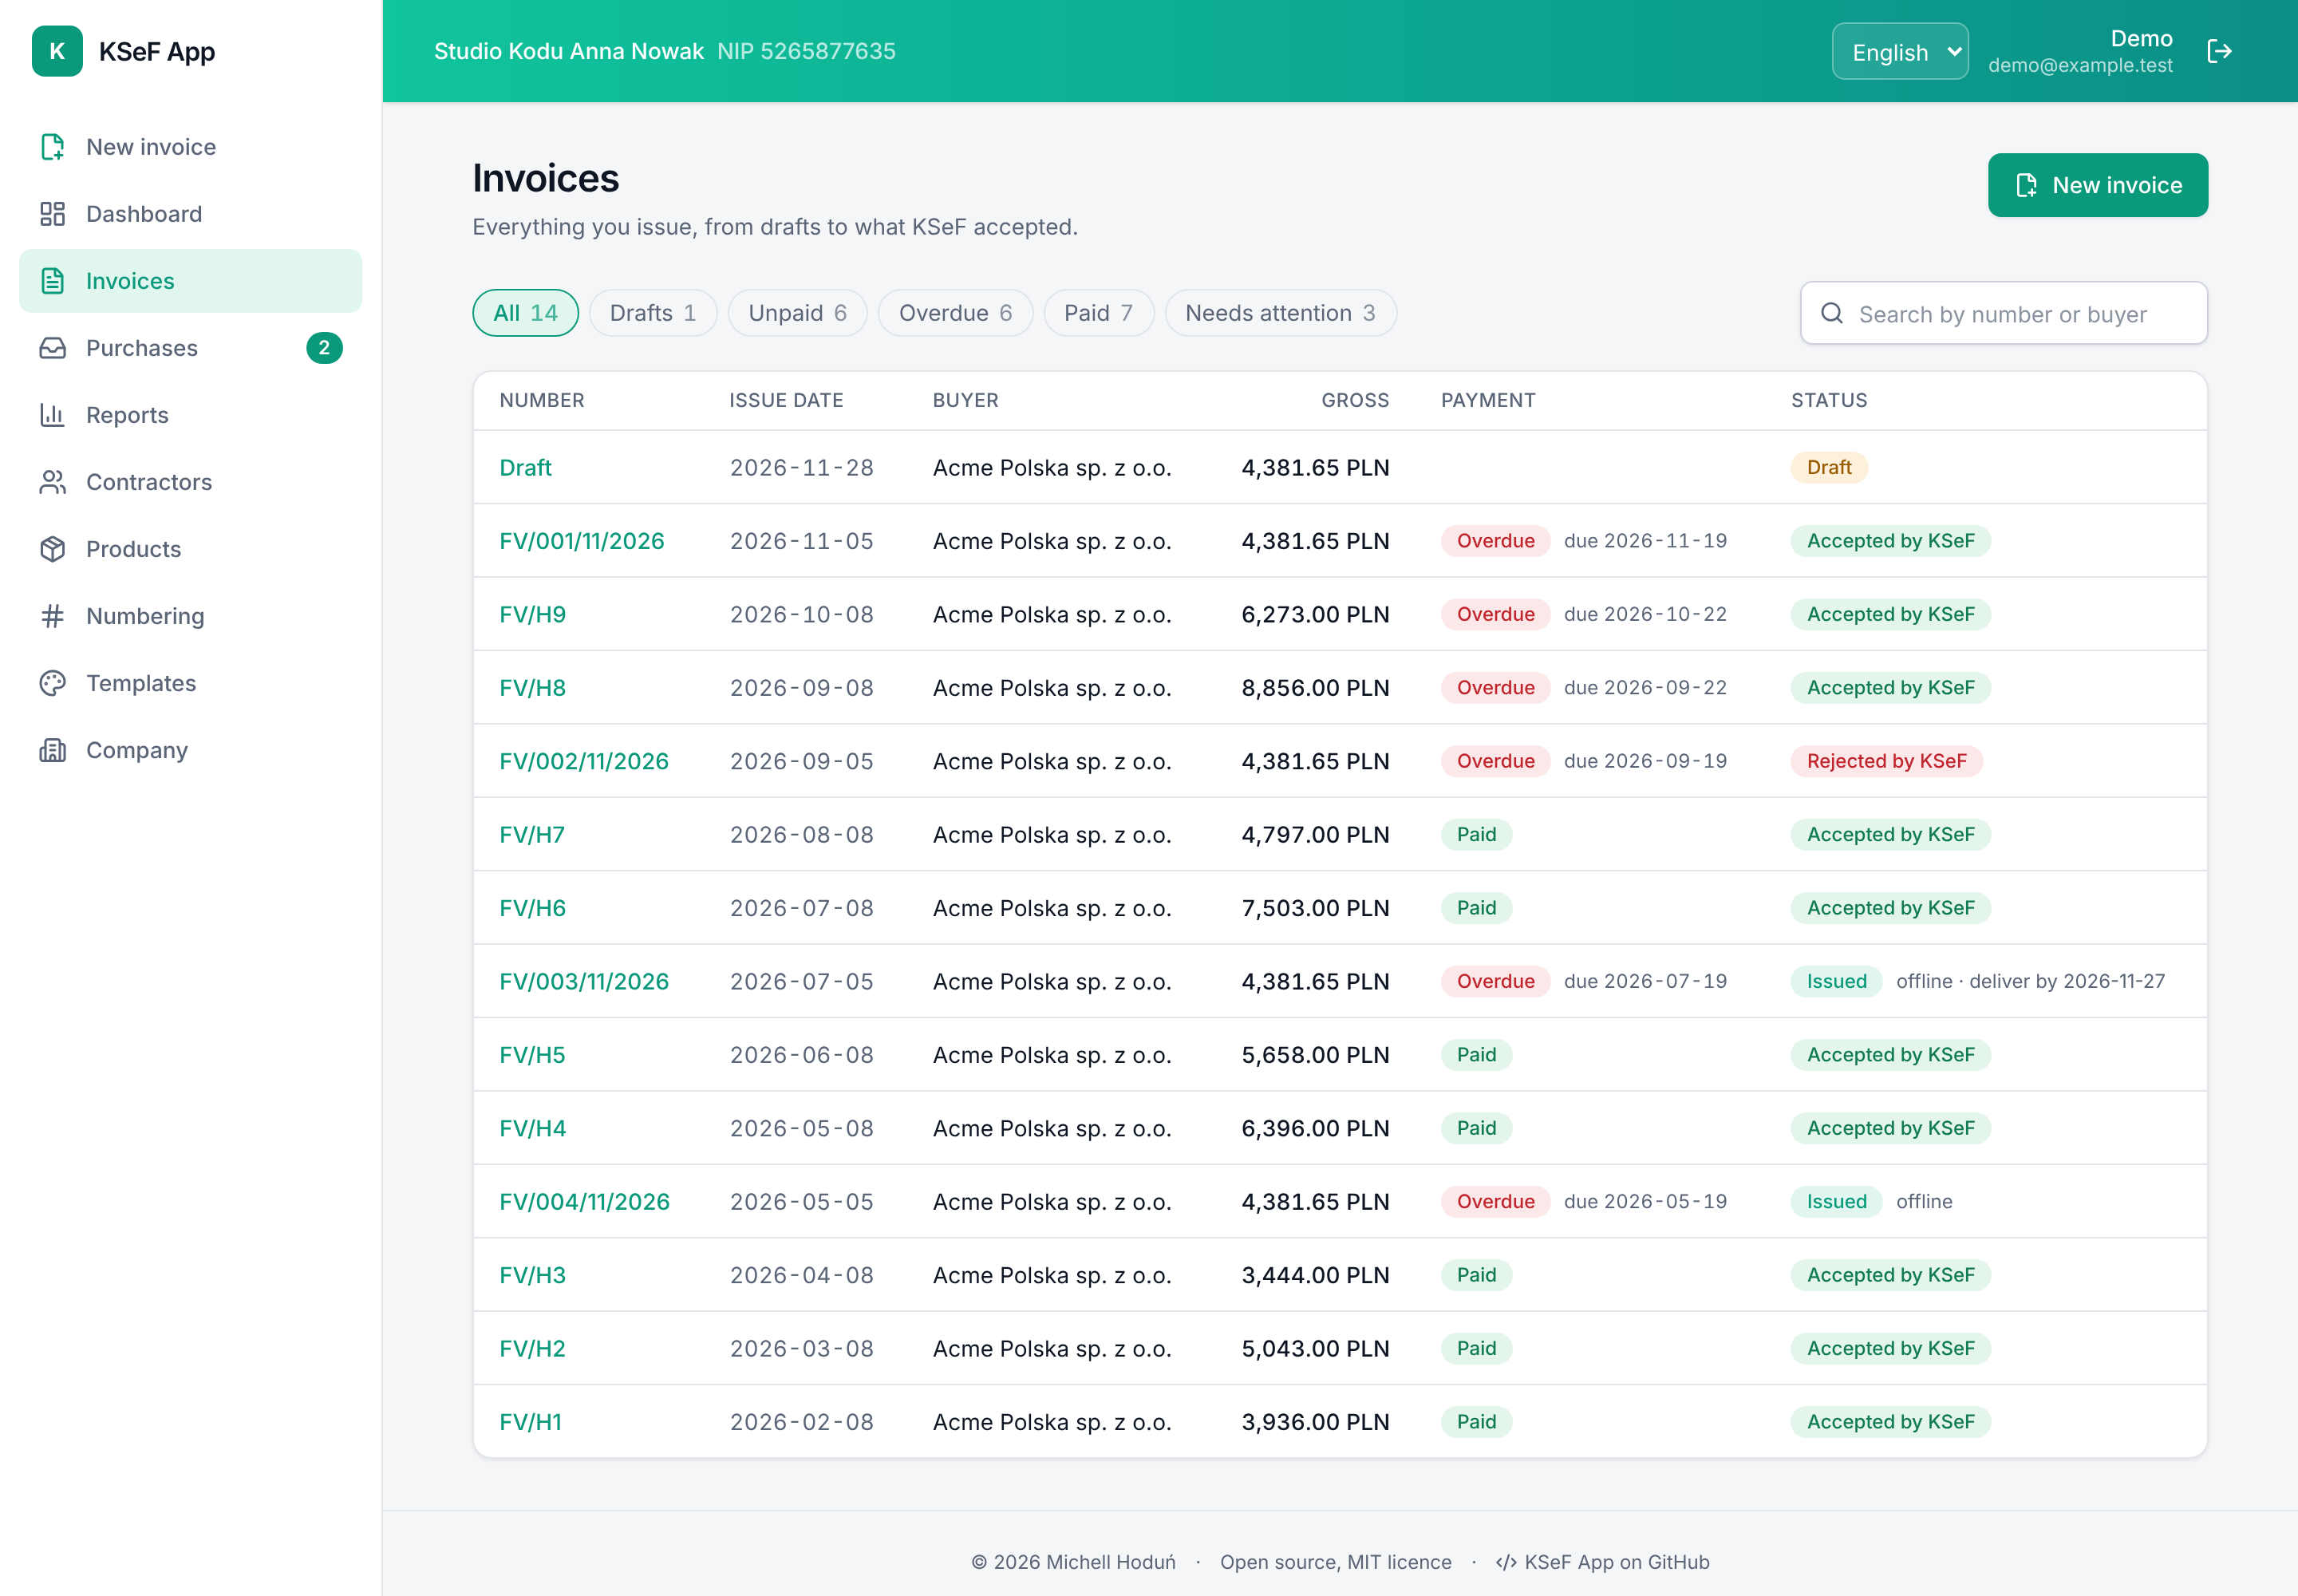 K KSeF App
Studio Kodu Anna Nowak NIP 5265877635
English
Demo
demo@example.test
New invoice
Dashboard
Invoices
Purchases 2
Reports
Contractors
Products
Numbering
Templates
Company
Invoices
Everything you issue, from drafts to what KSeF accepted.
New invoice
All 14 Drafts 1 Unpaid 6 Overdue 6 Paid 7 Needs attention 3
Search by number or buyer
NUMBER ISSUE DATE BUYER GROSS PAYMENT STATUS
Draft 2026-11-28 Acme Polska sp. z o.o. 4,381.65 PLN Draft
FV/001/11/2026 2026-11-05 Acme Polska sp. z o.o. 4,381.65 PLN Overdue due 2026-11-19 Accepted by KSeF
FV/H9 2026-10-08 Acme Polska sp. z o.o. 6,273.00 PLN Overdue due 2026-10-22 Accepted by KSeF
FV/H8 2026-09-08 Acme Polska sp. z o.o. 8,856.00 PLN Overdue due 2026-09-22 Accepted by KSeF
FV/002/11/2026 2026-09-05 Acme Polska sp. z o.o. 4,381.65 PLN Overdue due 2026-09-19 Rejected by KSeF
FV/H7 2026-08-08 Acme Polska sp. z o.o. 4,797.00 PLN Paid Accepted by KSeF
FV/H6 2026-07-08 Acme Polska sp. z o.o. 7,503.00 PLN Paid Accepted by KSeF
FV/003/11/2026 2026-07-05 Acme Polska sp. z o.o. 4,381.65 PLN Overdue due 2026-07-19 Issued offline · deliver by 2026-11-27
FV/H5 2026-06-08 Acme Polska sp. z o.o. 5,658.00 PLN Paid Accepted by KSeF
FV/H4 2026-05-08 Acme Polska sp. z o.o. 6,396.00 PLN Paid Accepted by KSeF
FV/004/11/2026 2026-05-05 Acme Polska sp. z o.o. 4,381.65 PLN Overdue due 2026-05-19 Issued offline
FV/H3 2026-04-08 Acme Polska sp. z o.o. 3,444.00 PLN Paid Accepted by KSeF
FV/H2 2026-03-08 Acme Polska sp. z o.o. 5,043.00 PLN Paid Accepted by KSeF
FV/H1 2026-02-08 Acme Polska sp. z o.o. 3,936.00 PLN Paid Accepted by KSeF
© 2026 Michell Hoduń · Open source, MIT licence · KSeF App on GitHub